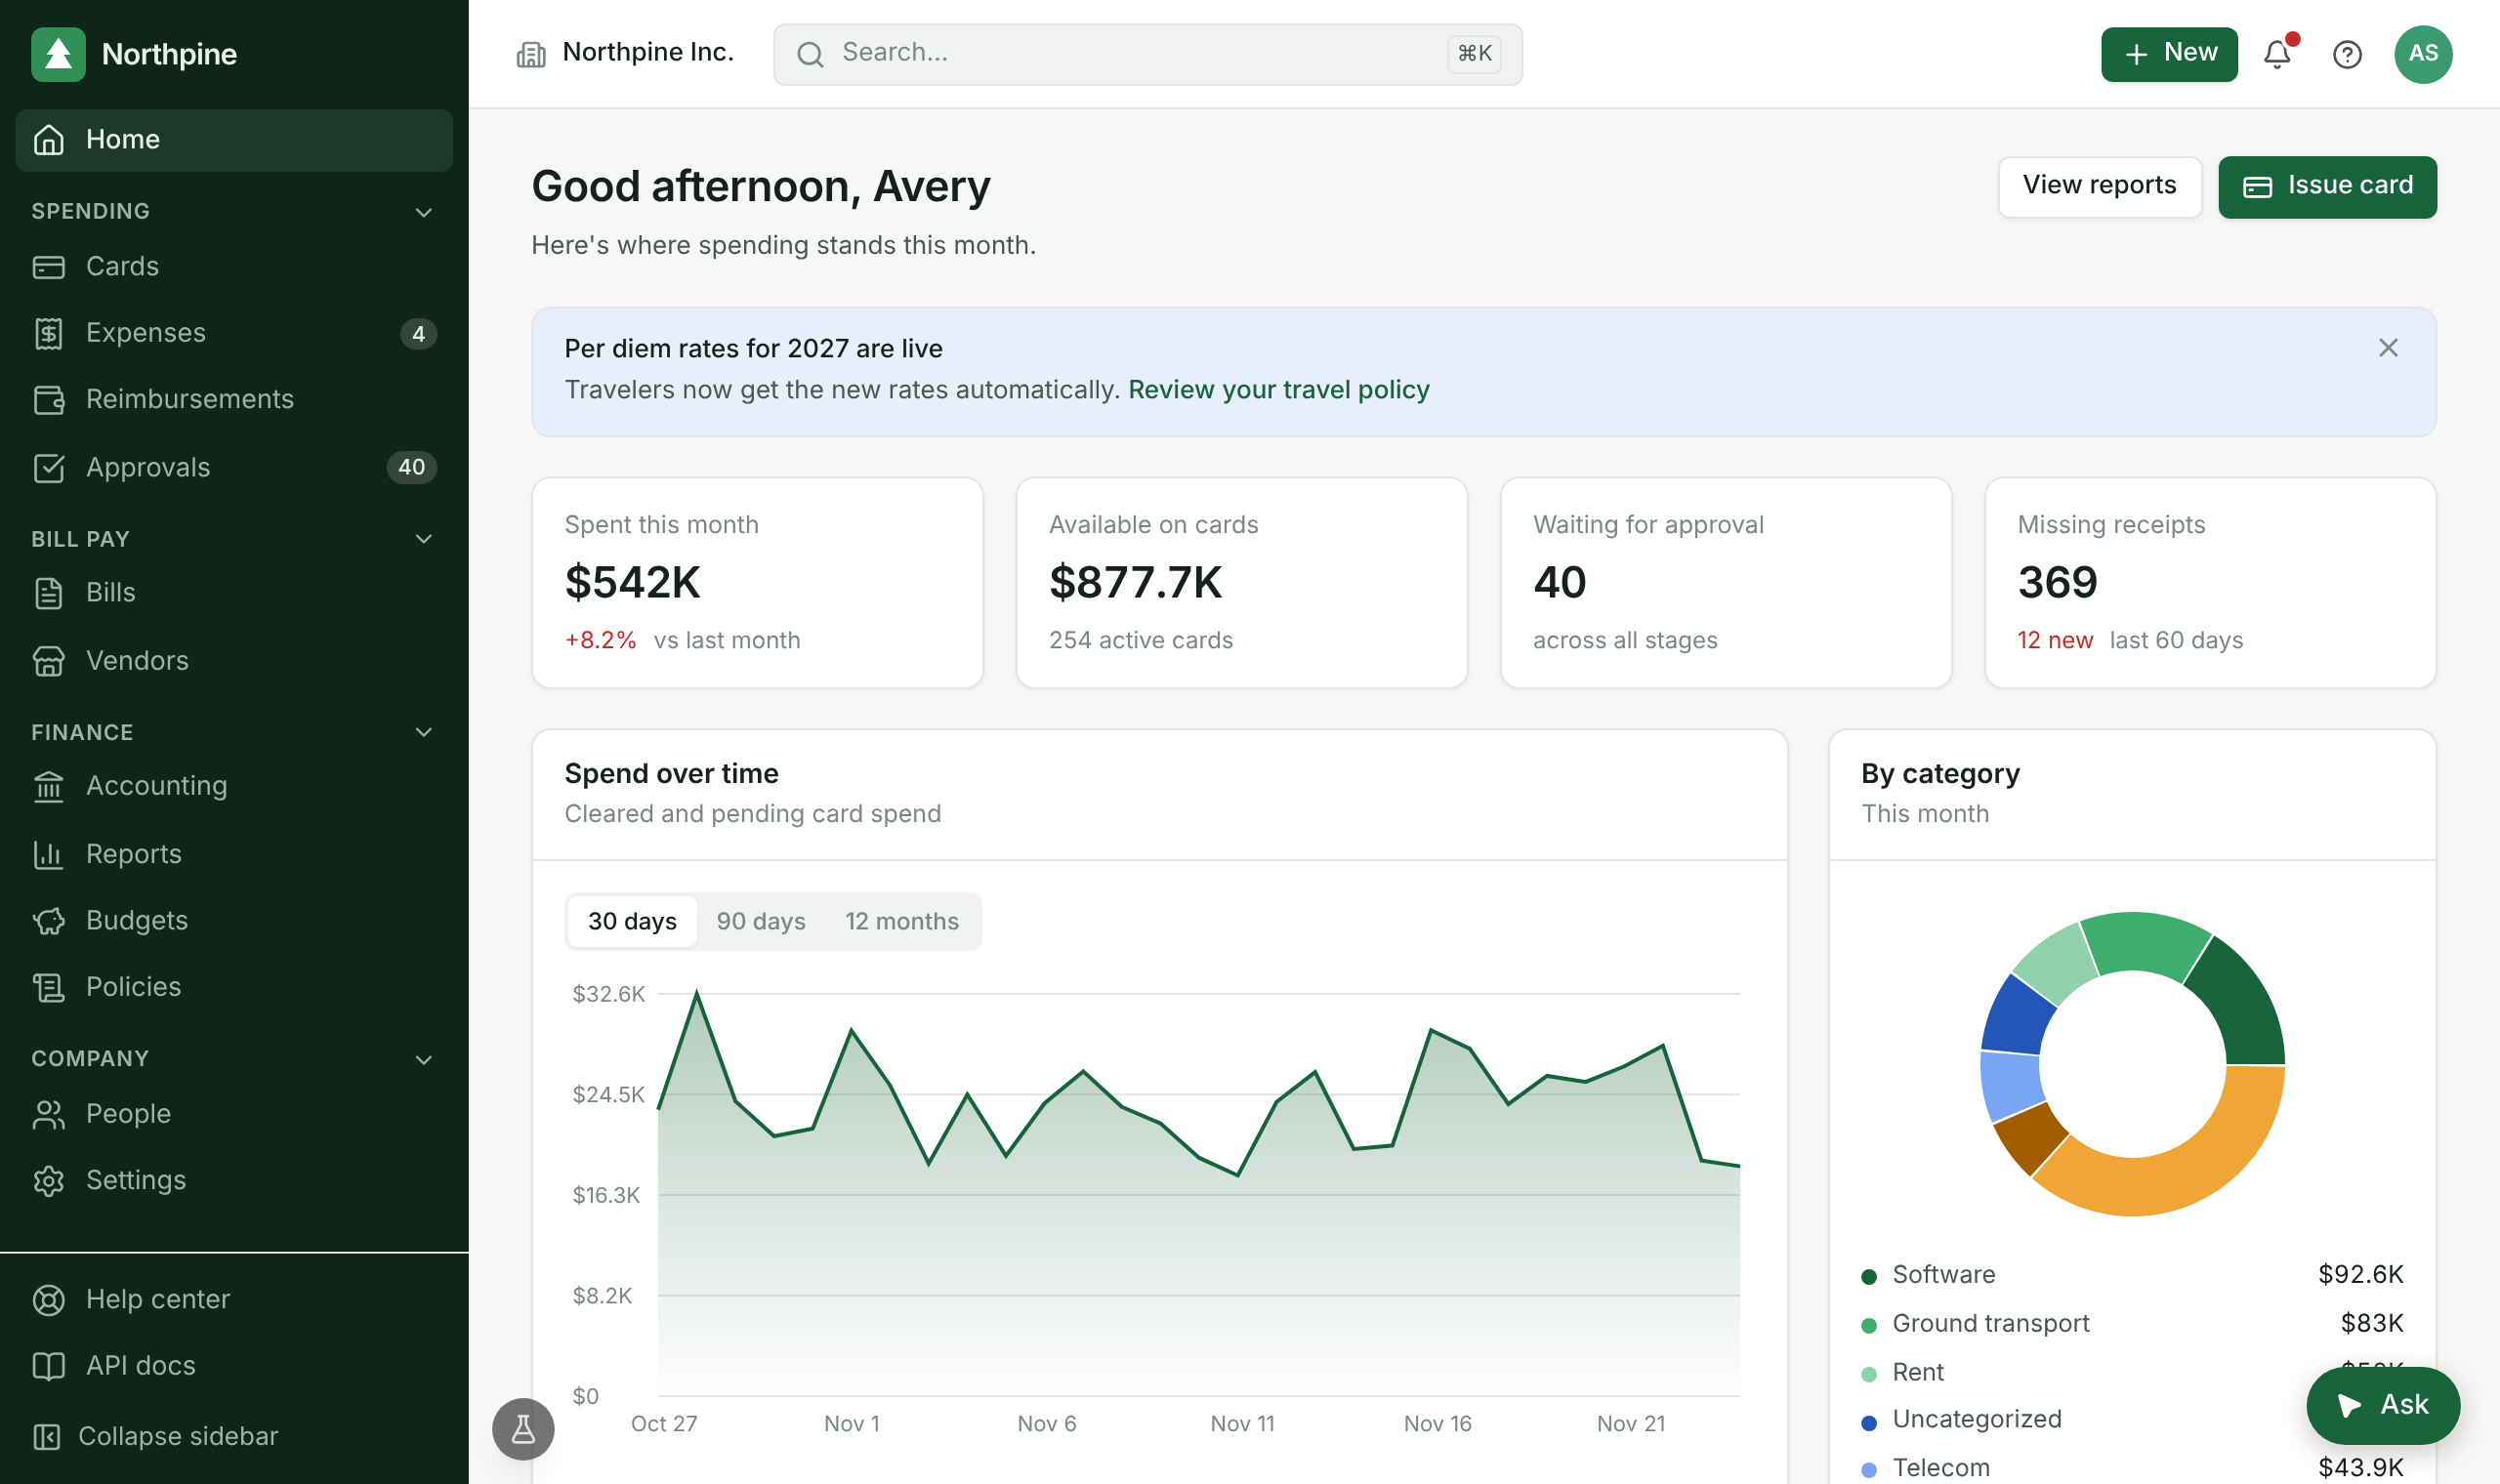 Northpine
Home
SPENDING
Cards
Expenses 4
Reimbursements
Approvals 40
BILL PAY
Bills
Vendors
FINANCE
Accounting
Reports
Budgets
Policies
COMPANY
People
Settings
Help center
API docs
Collapse sidebar
Northpine Inc.
Search... ⌘K
New
AS
Good afternoon, Avery
Here's where spending stands this month.
View reports
Issue card
Per diem rates for 2027 are live
Travelers now get the new rates automatically. Review your travel policy
Spent this month
$542K
+8.2% vs last month
Available on cards
$877.7K
254 active cards
Waiting for approval
40
across all stages
Missing receipts
369
12 new last 60 days
Spend over time
Cleared and pending card spend
30 days 90 days 12 months
$32.6K
$24.5K
$16.3K
$8.2K
$0
Oct 27 Nov 1 Nov 6 Nov 11 Nov 16 Nov 21
By category
This month
Software $92.6K
Ground transport $83K
Rent
Uncategorized
Telecom $43.9K
Ask